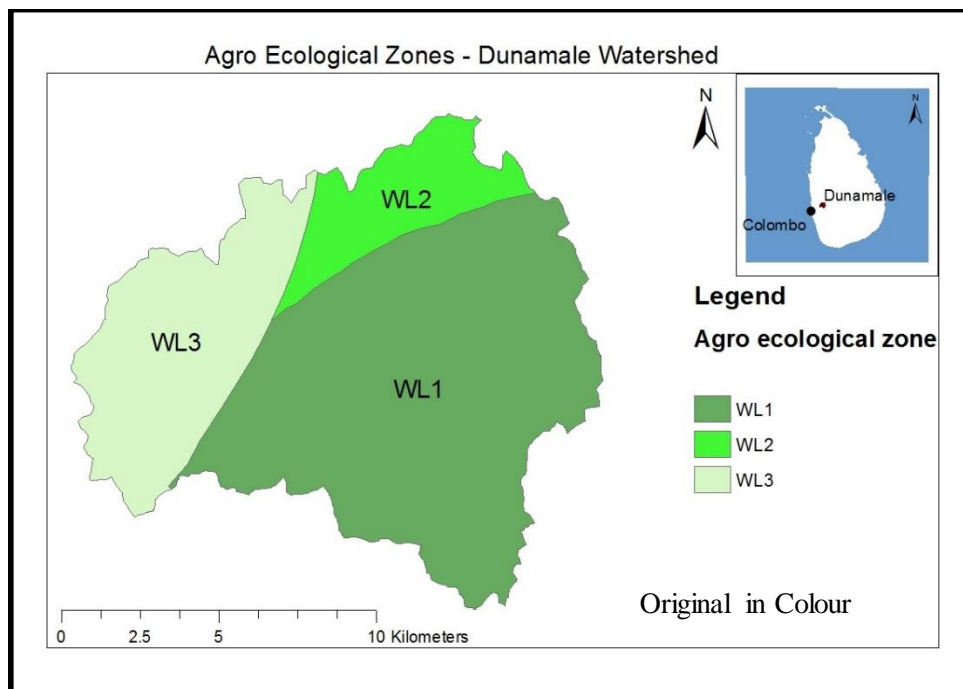 Agro Ecological Zones - Dunamale Watershed
N
N
Dunamale
Colombo
WL2
WL3
WL1
Legend
Agro ecological zone
WL1
WL2
WL3
Original in Colour
0 2.5 5 10 Kilometers